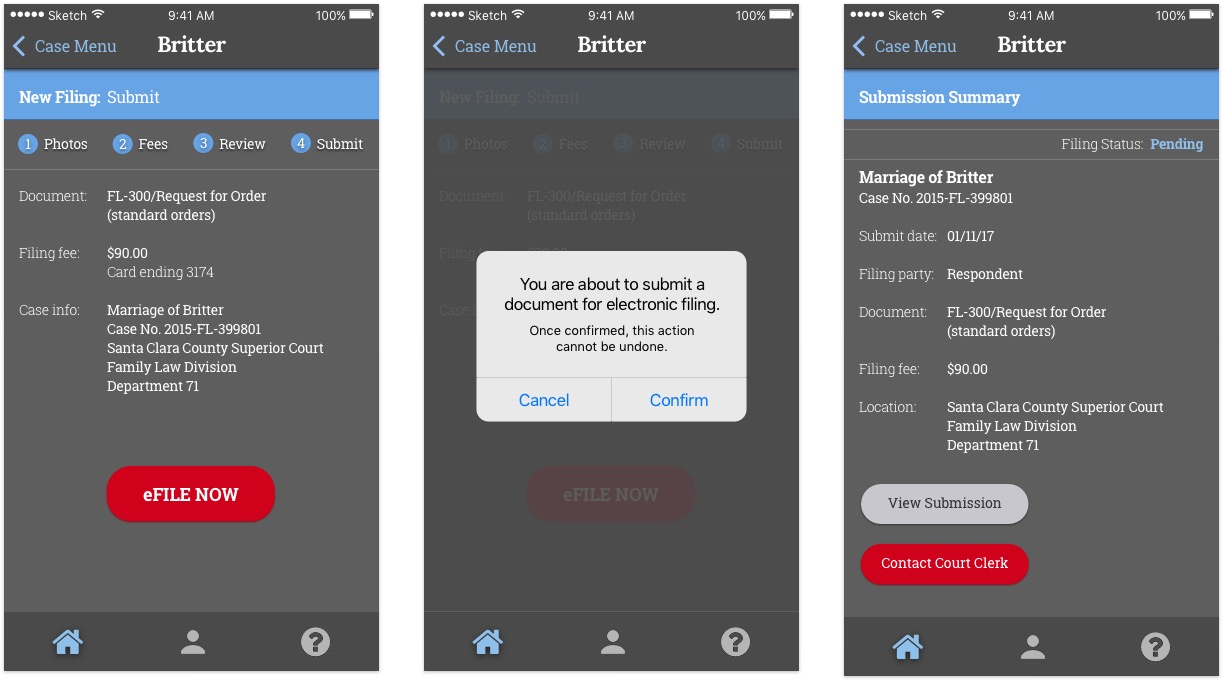 Sketch 9:41 AM 100%
Case Menu Britter
New Filing: Submit
1 Photos 2 Fees 3 Review 4 Submit
Document: FL-300/Request for Order
(standard orders)
Filing fee: $90.00
Card ending 3174
Case info: Marriage of Britter
Case No. 2015-FL-399801
Santa Clara County Superior Court
Family Law Division
Department 71
eFILE NOW
?
Sketch 9:41 AM 100%
Case Menu Britter
New Filing: Submit
1 Photos 2 Fees 3 Review 4 Submit
Document: FL-300/Request for Order
(standard orders)
You are about to submit a
document for electronic filing.
Once confirmed, this action
cannot be undone.
Cancel Confirm
eFILE NOW
?
Sketch 9:41 AM 100%
Case Menu Britter
Submission Summary
Filing Status: Pending
Marriage of Britter
Case No. 2015-FL-399801
Submit date: 01/11/17
Filing party: Respondent
Document: FL-300/Request for Order
(standard orders)
Filing fee: $90.00
Location: Santa Clara County Superior Court
Family Law Division
Department 71
View Submission
Contact Court Clerk
?